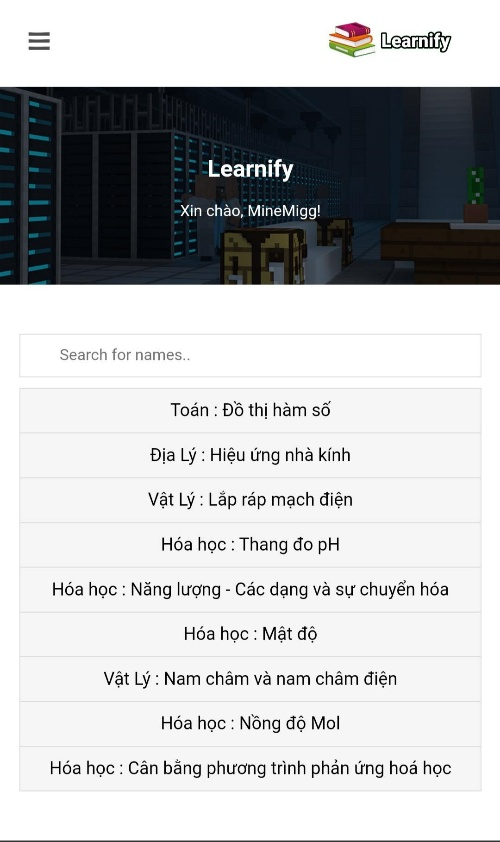 Learnify
Learnify
Xin chào, MineMigg!
Search for names..
Toán : Đồ thị hàm số
Địa Lý : Hiệu ứng nhà kính
Vật Lý : Lắp ráp mạch điện
Hóa học : Thang đo pH
Hóa học : Năng lượng - Các dạng và sự chuyển hóa
Hóa học : Mật độ
Vật Lý : Nam châm và nam châm điện
Hóa học : Nồng độ Mol
Hóa học : Cân bằng phương trình phản ứng hoá học